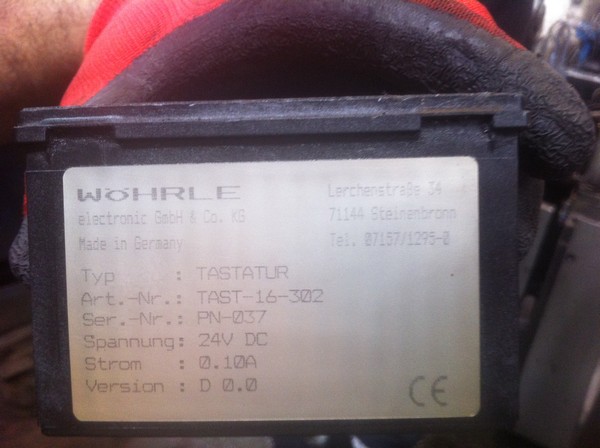 WöHRLE
electronic GmbH & Co. KG
Made in Germany
Lerchenstraße 34
71144 Steinenbronn
Tel. 07157/1295-0
Typ : TASTATUR
Art.-Nr.: TAST-16-302
Ser.-Nr.: PN-037
Spannung: 24V DC
Strom : 0.10A
Version : D 0.0
CE